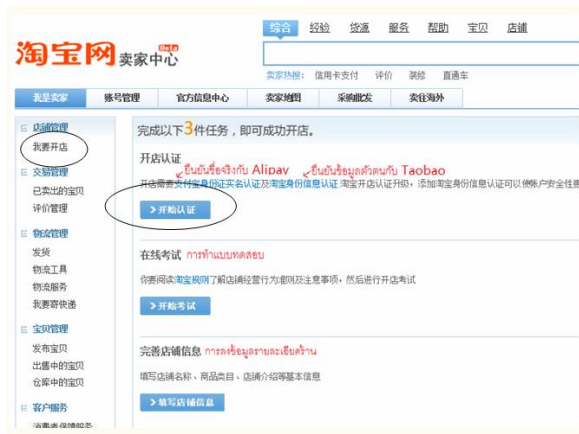 综合 经验 货源 服务 帮助 宝贝 店铺
淘宝网 卖家中心 Beta
卖家热搜： 信用卡支付 评价 装修 直通车
我是卖家 账号管理 官方信息中心 卖家地图 采购批发 卖往海外
店铺管理
我要开店
交易管理
已卖出的宝贝
评价管理
物流管理
发货
物流工具
物流服务
我要寄快递
宝贝管理
发布宝贝
出售中的宝贝
仓库中的宝贝
客户服务
消费者保障服务
完成以下3件任务，即可成功开店。
开店认证
ยืนยันชื่อจริงกับ Alipay ยืนยันข้อมูลตัวตนกับ Taobao
开店需要支付宝身份证实名认证及淘宝身份信息认证 淘宝开店认证升级，添加淘宝身份信息认证可以使账户安全性更
开始认证
在线考试 การทำแบบทดสอบ
你要阅读淘宝规则了解店铺经营行为准则及注意事项，然后进行开店考试
开始考试
完善店铺信息 การลงข้อมูลรายละเอียดร้าน
填写店铺名称、商品类目、店铺介绍等基本信息
填写店铺信息